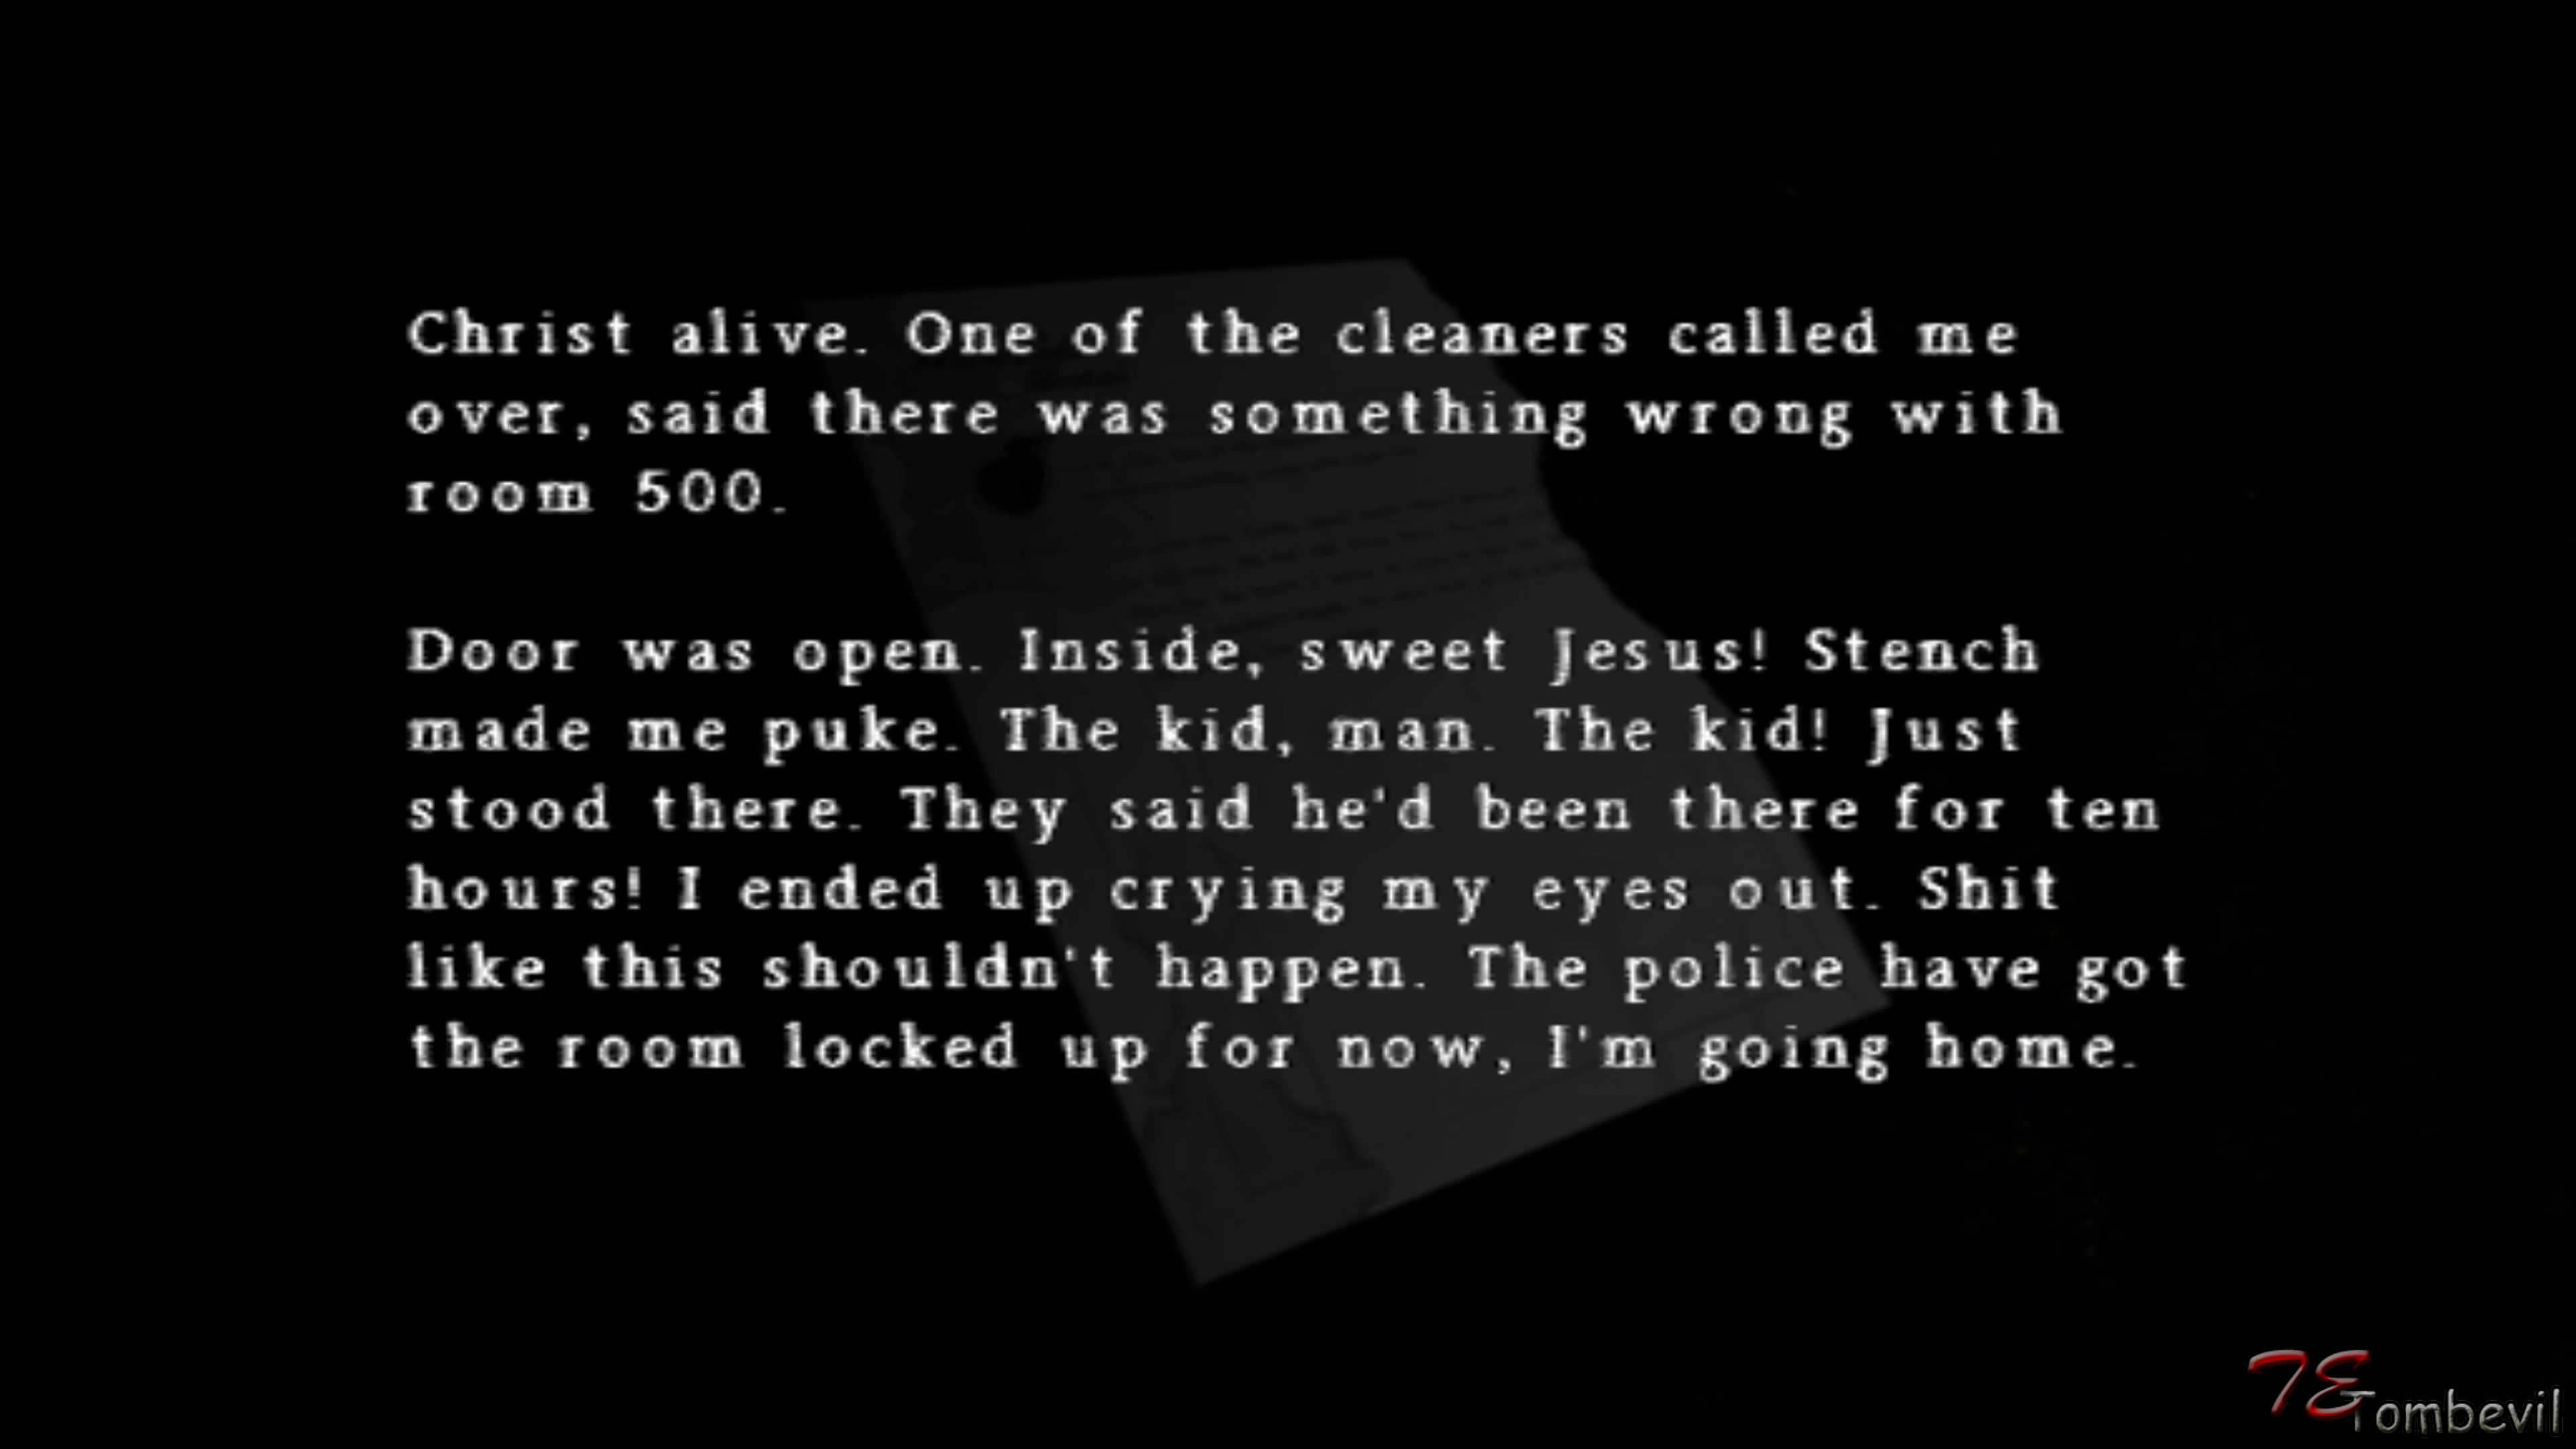 Christ alive. One of the cleaners called me
over, said there was something wrong with
room 500.
Door was open. Inside, sweet Jesus! Stench
made me puke. The kid, man. The kid! Just
stood there. They said he'd been there for ten
hours! I ended up crying my eyes out. Shit
like this shouldn't happen. The police have got
the room locked up for now, I'm going home.
TE
Tombevil